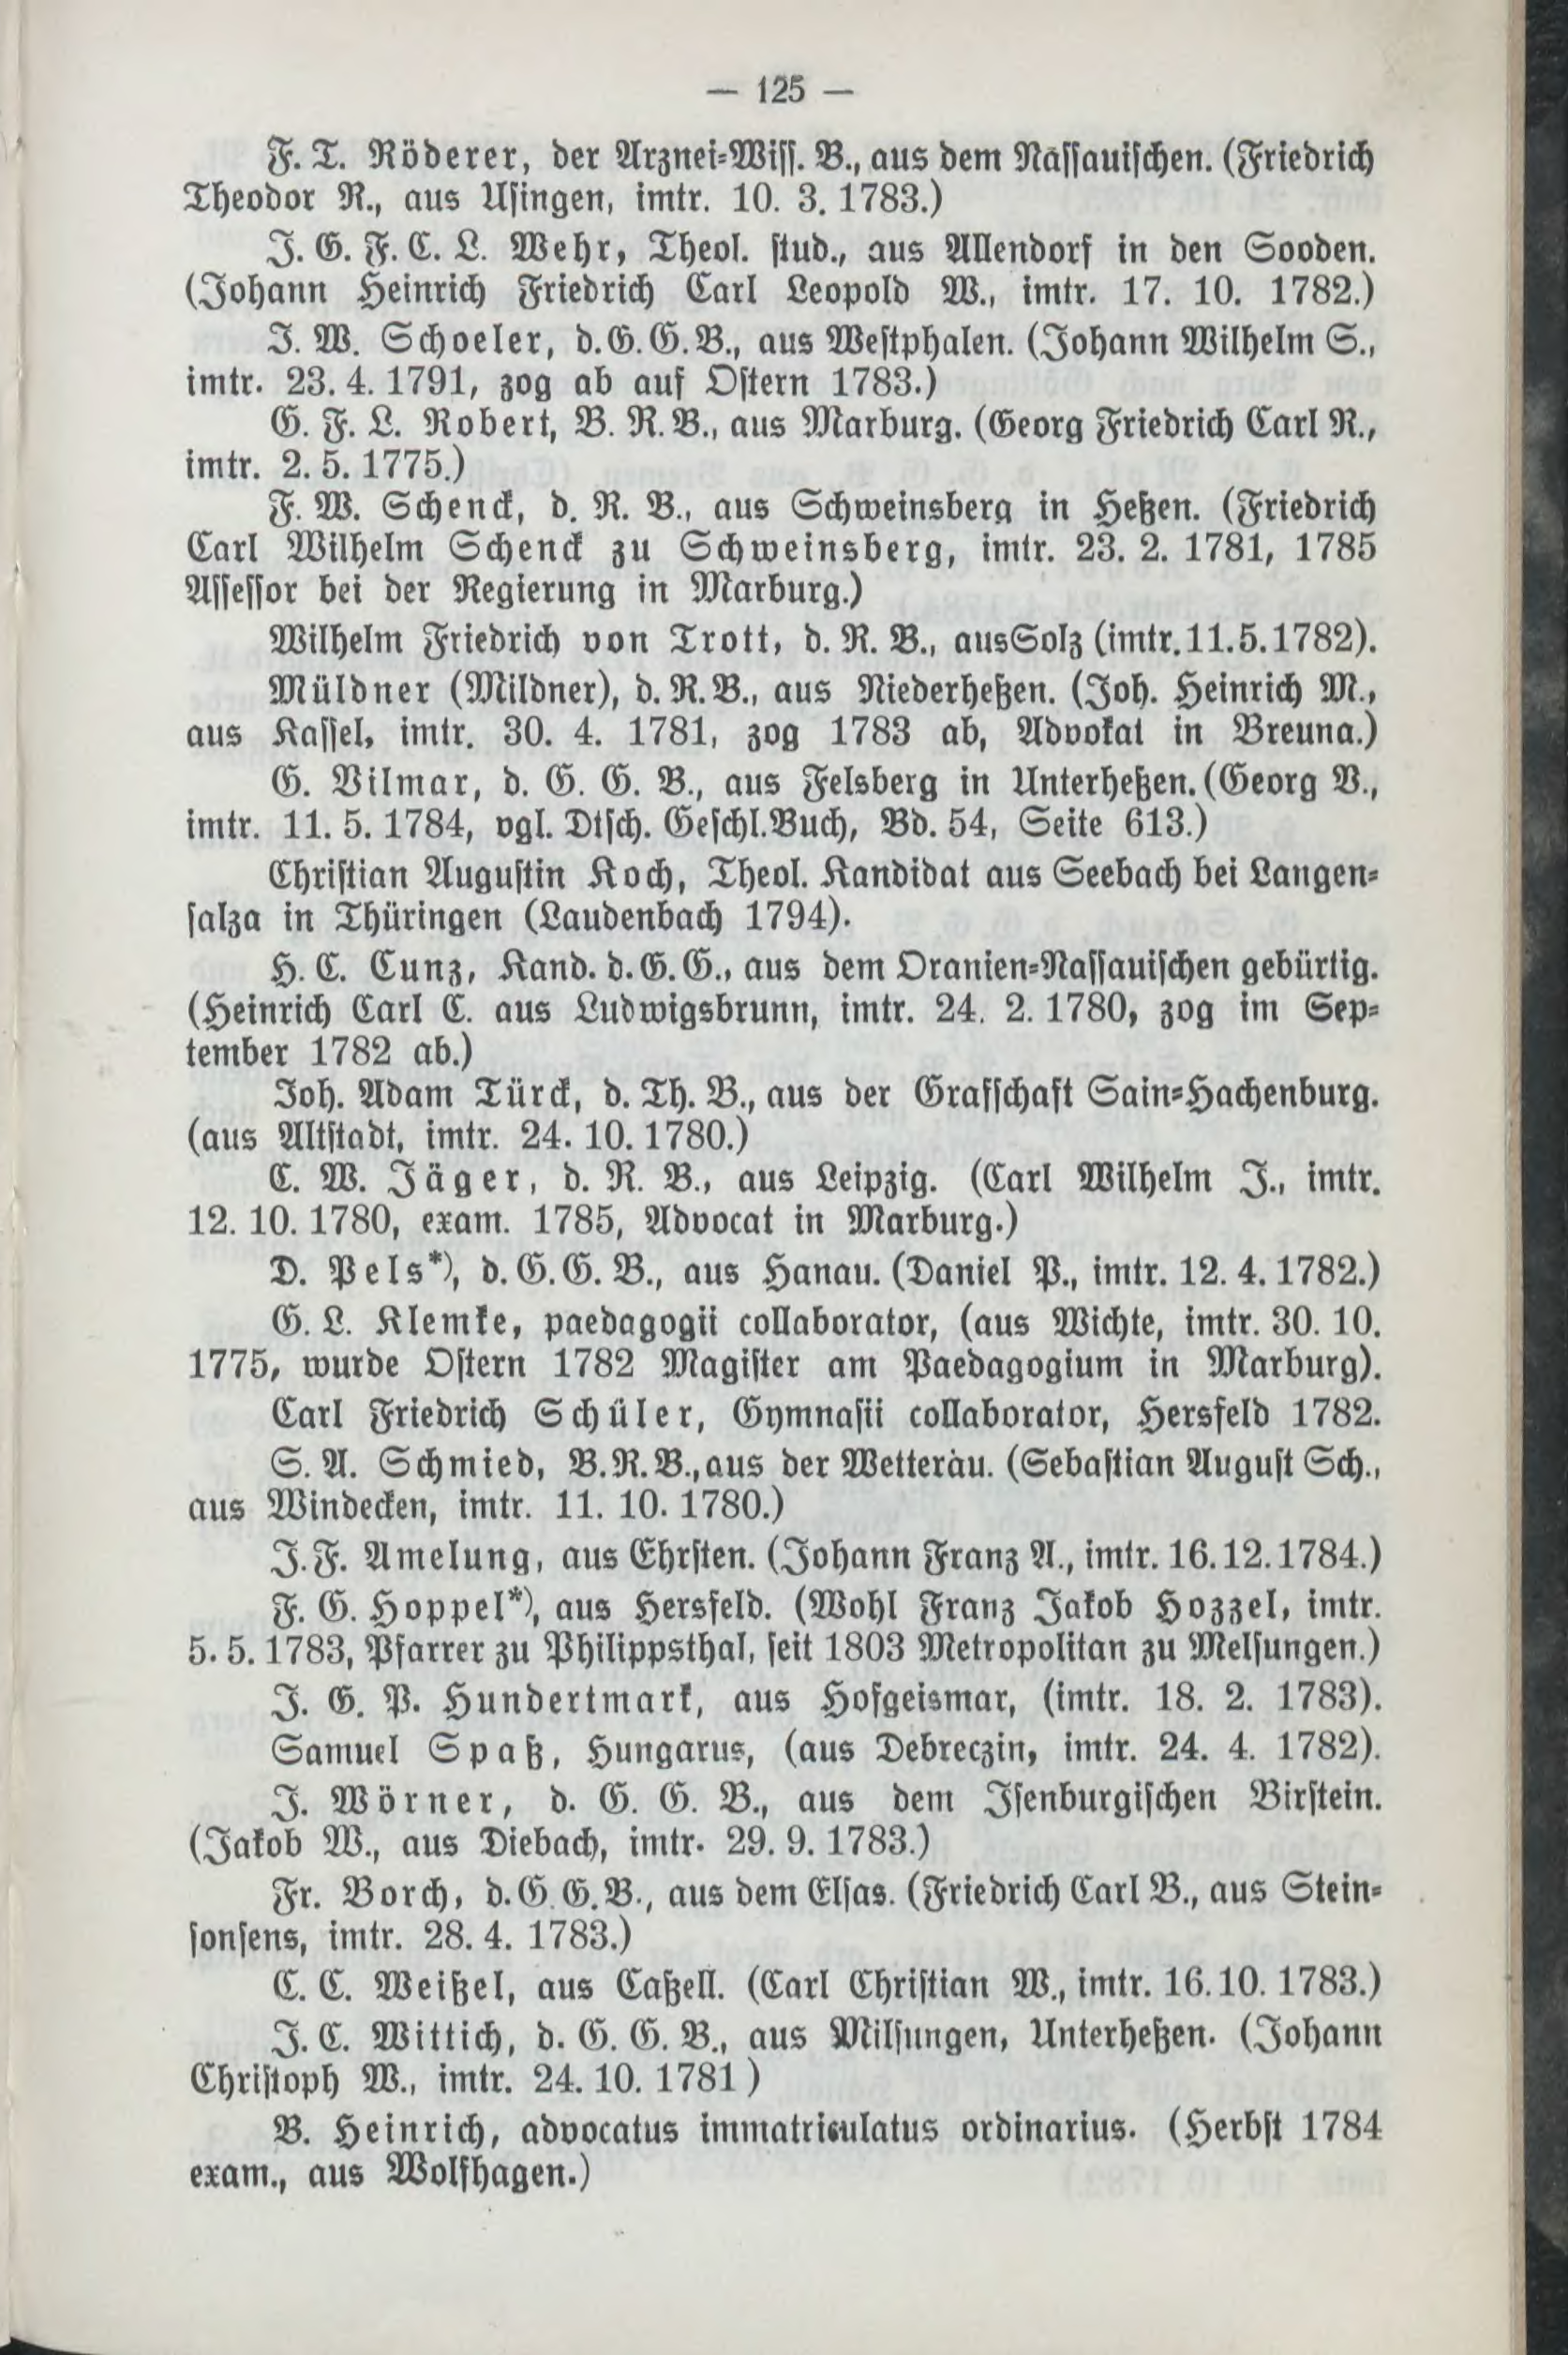 — 125 —
F. T. Röderer, der Arznei-Wiss. B., aus dem Nassauischen. (Friedrich
Theodor R., aus Usingen, imtr. 10. 3. 1783.)
J. G. F. C. L. Wehr, Theol. stud., aus Allendorf in den Sooden.
(Johann Heinrich Friedrich Carl Leopold W., imtr. 17. 10. 1782.)
J. W. Schoeler, d. G. G. B., aus Westphalen. (Johann Wilhelm S.,
imtr. 23. 4. 1791, zog ab auf Ostern 1783.)
G. F. L. Robert, B. R. B., aus Marburg. (Georg Friedrich Carl R.,
imtr. 2. 5. 1775.)
F. W. Schenck, d. R. B., aus Schweinsberg in Heßen. (Friedrich
Carl Wilhelm Schenck zu Schweinsberg, imtr. 23. 2. 1781, 1785
Assessor bei der Regierung in Marburg.)
Wilhelm Friedrich von Trott, d. R. B., aus Solz (imtr. 11. 5. 1782).
Müldner (Mildner), d. R. B., aus Niederheßen. (Joh. Heinrich M.,
aus Kassel, imtr. 30. 4. 1781, zog 1783 ab, Advokat in Breuna.)
G. Vilmar, d. G. G. B., aus Felsberg in Unterheßen. (Georg V.,
imtr. 11. 5. 1784, vgl. Dtsch. Geschl.Buch, Bd. 54, Seite 613.)
Christian Augustin Koch, Theol. Kandidat aus Seebach bei Langen-
salza in Thüringen (Laudenbach 1794).
H. C. Cunz, Kand. d. G. G., aus dem Oranien-Nassauischen gebürtig.
(Heinrich Carl C. aus Ludwigsbrunn, imtr. 24. 2. 1780, zog im Sep-
tember 1782 ab.)
Joh. Adam Türck, d. Th. B., aus der Grafschaft Sain-Hachenburg.
(aus Altstadt, imtr. 24. 10. 1780.)
C. W. Jäger, d. R. B., aus Leipzig. (Carl Wilhelm J., imtr.
12. 10. 1780, exam. 1785, Advocat in Marburg.)
D. Pels*), d. G. G. B., aus Hanau. (Daniel P., imtr. 12. 4. 1782.)
G. L. Klemke, paedagogii collaborator, (aus Wichte, imtr. 30. 10.
1775, wurde Ostern 1782 Magister am Paedagogium in Marburg).
Carl Friedrich Schüler, Gymnasii collaborator, Hersfeld 1782.
S. A. Schmied, B. R. B., aus der Wetterau. (Sebastian August Sch.,
aus Windecken, imtr. 11. 10. 1780.)
J. F. Amelung, aus Ehrsten. (Johann Franz A., imtr. 16. 12. 1784.)
F. G. Hoppel*), aus Hersfeld. (Wohl Franz Jakob Hozzel, imtr.
5. 5. 1783, Pfarrer zu Philippsthal, seit 1803 Metropolitan zu Melsungen.)
J. G. P. Hundertmark, aus Hofgeismar, (imtr. 18. 2. 1783).
Samuel Spaß, Hungarus, (aus Debreczin, imtr. 24. 4. 1782).
J. Wörner, d. G. G. B., aus dem Isenburgischen Birstein.
(Jakob W., aus Diebach, imtr. 29. 9. 1783.)
Fr. Borch, d. G. G. B., aus dem Elsas. (Friedrich Carl B., aus Stein-
sonsens, imtr. 28. 4. 1783.)
C. C. Weißel, aus Caßell. (Carl Christian W., imtr. 16. 10. 1783.)
J. C. Wittich, d. G. G. B., aus Milsungen, Unterheßen. (Johann
Christoph W., imtr. 24. 10. 1781 )
B. Heinrich, advocatus immatriculatus ordinarius. (Herbst 1784
exam., aus Wolfhagen.)